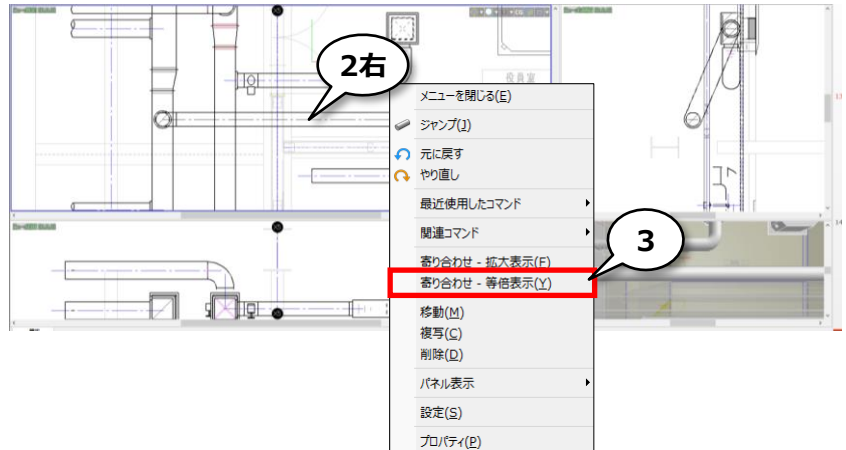 2右
役員室
メニューを閉じる(E)
ジャンプ(J)
元に戻す
やり直し
最近使用したコマンド
関連コマンド
3
寄り合わせ - 拡大表示(F)
寄り合わせ - 等倍表示(Y)
移動(M)
複写(C)
削除(D)
パネル表示
設定(S)
プロパティ(P)